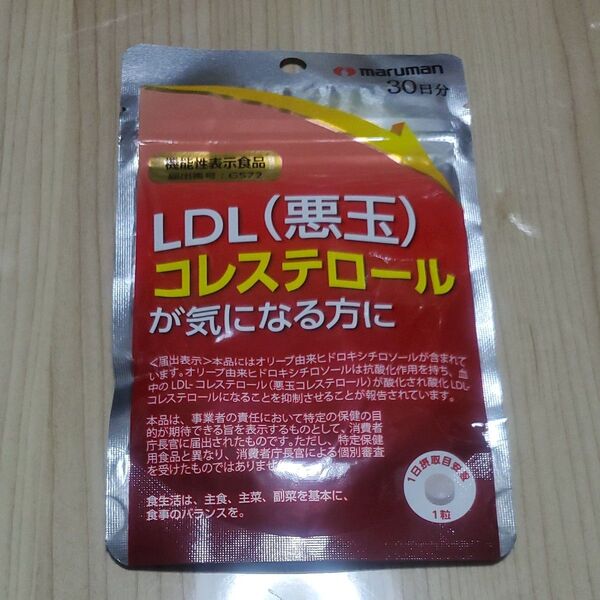 maruman
30日分
機能性表示食品
届出番号：G572
LDL（悪玉）
コレステロール
が気になる方に
＜届出表示＞本品にはオリーブ由来ヒドロキシチロソールが含まれて
います。オリーブ由来ヒドロキシチロソールは抗酸化作用を持ち、血
中のLDL-コレステロール（悪玉コレステロール）が酸化され酸化LDL-
コレステロールになることを抑制させることが報告されています。
本品は、事業者の責任において特定の保健の目
的が期待できる旨を表示するものとして、消費者
庁長官に届出されたものです。ただし、特定保健
用食品と異なり、消費者庁長官による個別審査
を受けたものではありませ
食生活は、主食、主菜、副菜を基本に、
食事のバランスを。
1日摂取目安量
1粒